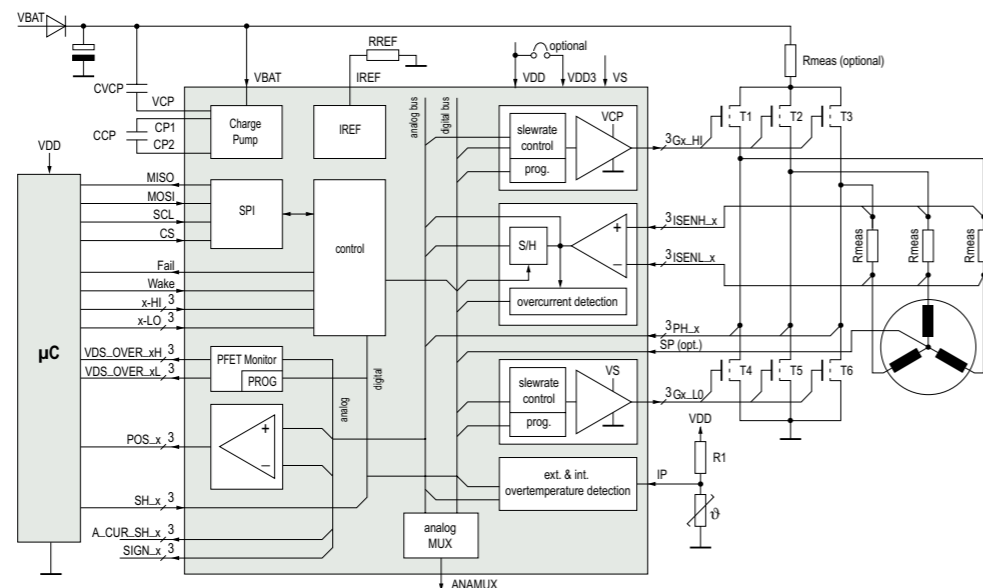 VBAT
RREF
optional
Rmeas (optional)
CVCP
VBAT
IREF
VDD
VDD3
VS
VCP
CCP
CP1
CP2
Charge
Pump
IREF
analog bus
digital bus
slewrate
control
prog.
VCP
3 Gx_HI
T1
T2
T3
VDD
MISO
MOSI
SCL
CS
SPI
control
S/H
+
–
overcurrent detection
3 ISENH_x
3 ISENL_x
Rmeas
Rmeas
Rmeas
Fail
Wake
x-HI 3
x-LO 3
µC
VDS_OVER_xH 3
VDS_OVER_xL 3
PFET Monitor
PROG
analog
digital
3 PH_x
SP (opt.)
slewrate
control
prog.
VS
3 Gx_L0
T4
T5
T6
POS_x 3
+
–
VDD
R1
ext. & int.
overtemperature detection
IP
ϑ
SH_x 3
A_CUR_SH_x 3
SIGN_x 3
analog
MUX
ANAMUX